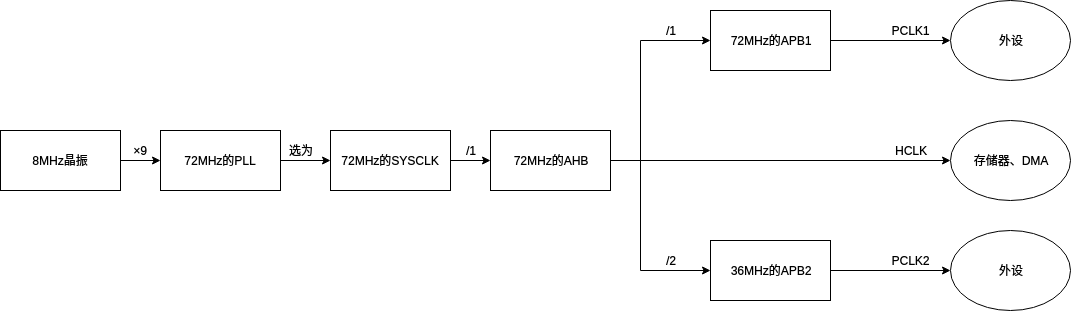 /1
72MHz的APB1
PCLK1
外设
8MHz晶振
×9
72MHz的PLL
选为
72MHz的SYSCLK
/1
72MHz的AHB
HCLK
存储器、DMA
/2
36MHz的APB2
PCLK2
外设